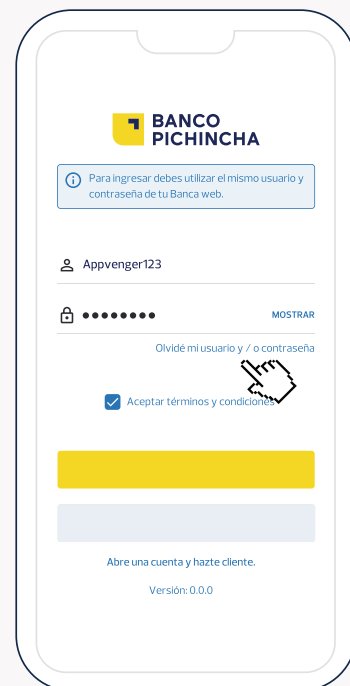 BANCO
PICHINCHA
Para ingresar debes utilizar el mismo usuario y
contraseña de tu Banca web.
Appvenger123
MOSTRAR
Olvidé mi usuario y / o contraseña
Aceptar términos y condiciones
Abre una cuenta y hazte cliente.
Versión: 0.0.0